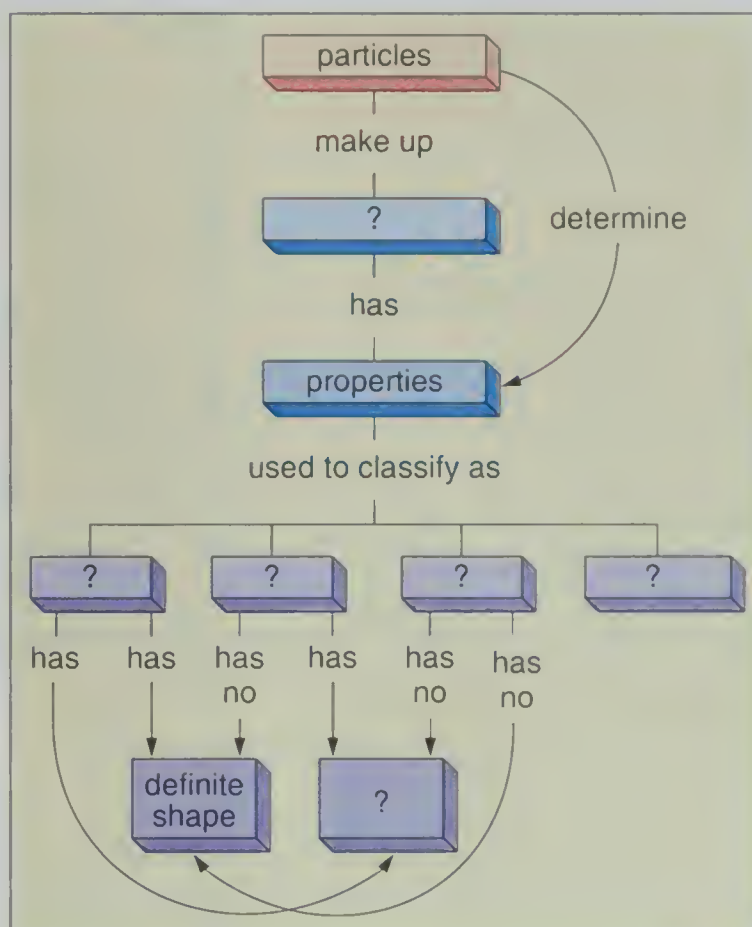 particles
make up
?
determine
has
properties
used to classify as
? ? ? ?
has has has has has has
no no no
definite
shape
?